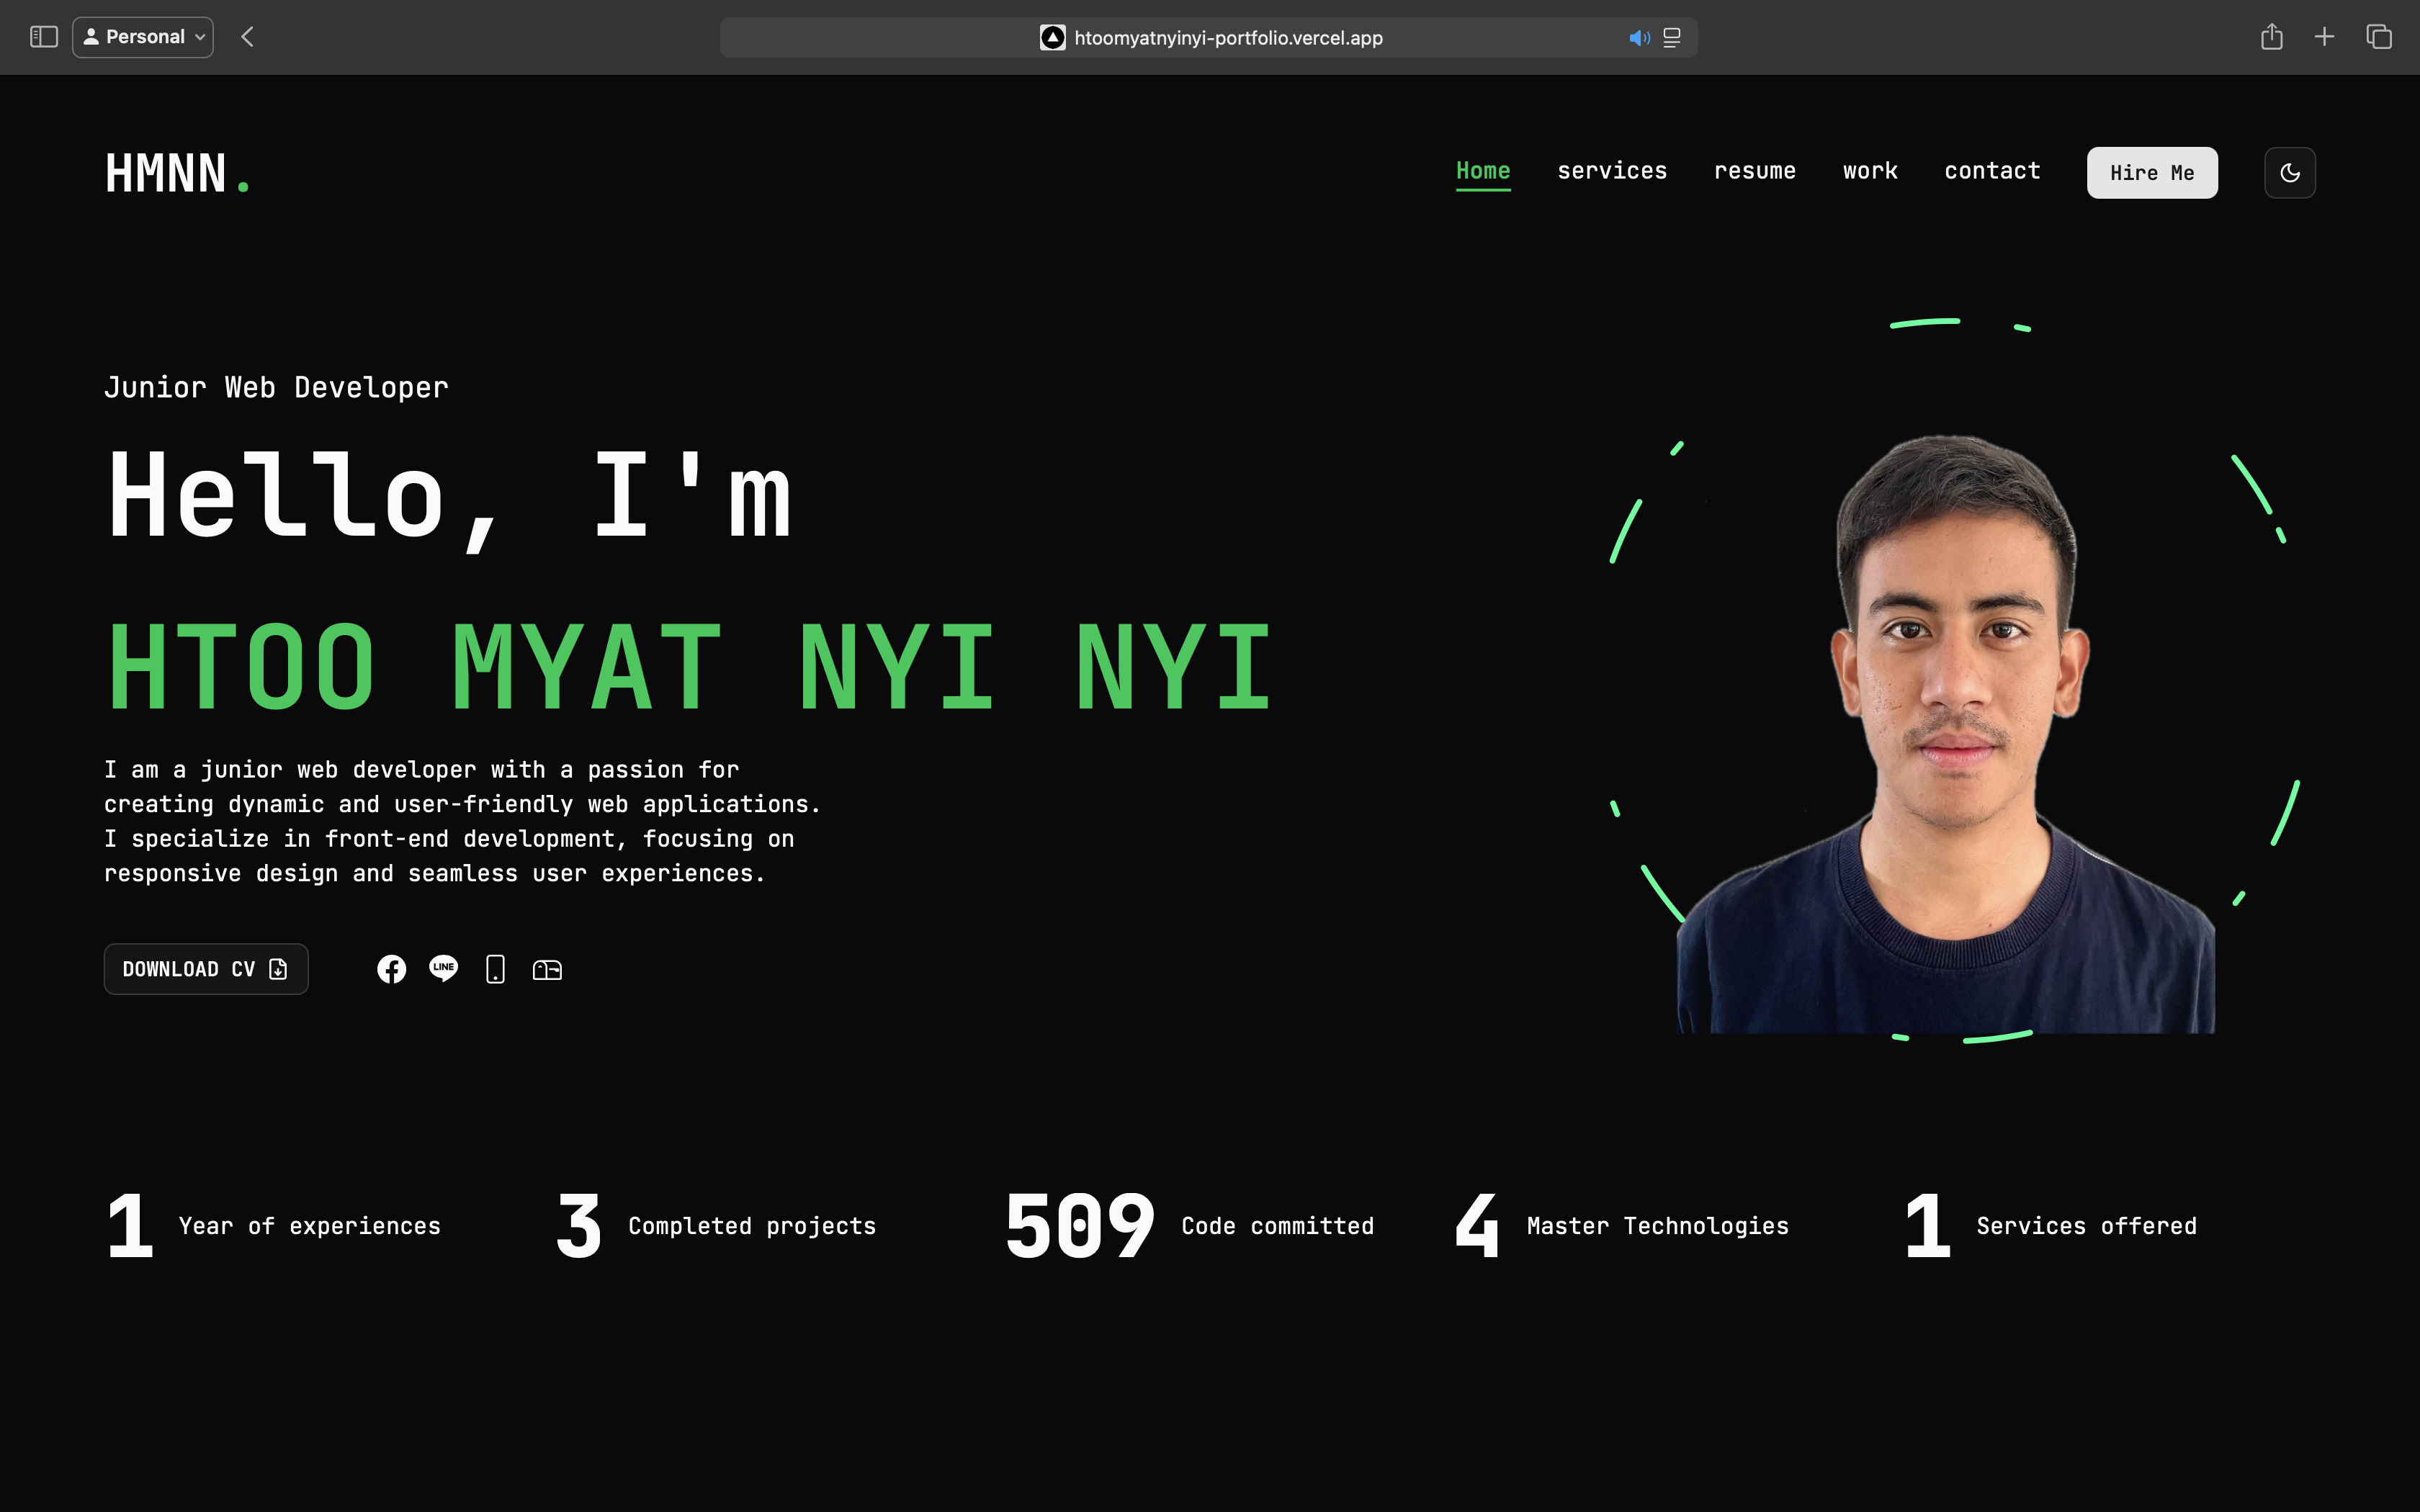 Personal
htoomyatnyinyi-portfolio.vercel.app
HMNN.
Home services resume work contact Hire Me
Junior Web Developer
Hello, I'm
HTOO MYAT NYI NYI
I am a junior web developer with a passion for
creating dynamic and user-friendly web applications.
I specialize in front-end development, focusing on
responsive design and seamless user experiences.
DOWNLOAD CV
LINE
1 Year of experiences
3 Completed projects
509 Code committed
4 Master Technologies
1 Services offered